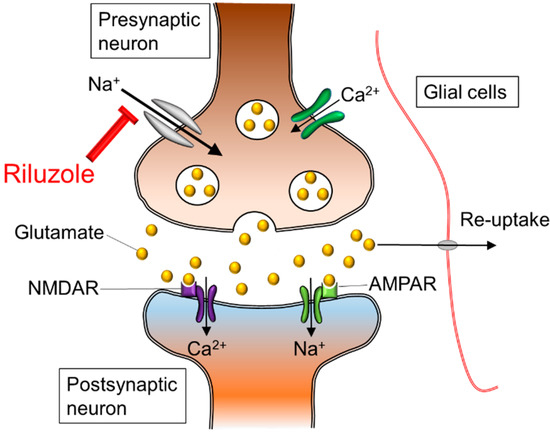 Presynaptic
neuron
Na⁺
Ca²⁺
Glial cells
Riluzole
Glutamate
Re-uptake
NMDAR
AMPAR
Ca²⁺
Na⁺
Postsynaptic
neuron